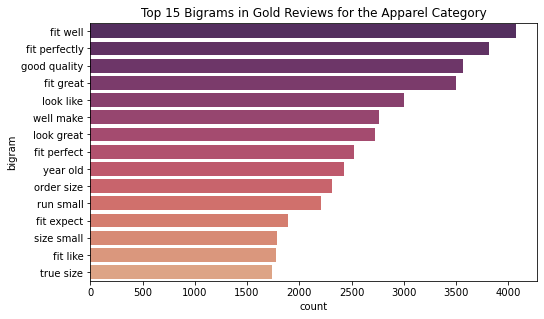 Top 15 Bigrams in Gold Reviews for the Apparel Category
fit well
fit perfectly
good quality
fit great
look like
well make
look great
fit perfect
year old
order size
run small
fit expect
size small
fit like
true size
bigram
0 500 1000 1500 2000 2500 3000 3500 4000
count